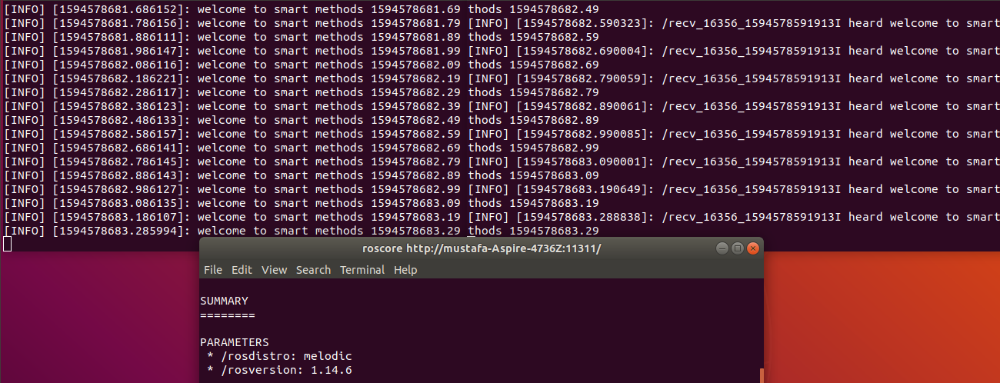 [INFO] [1594578681.686152]: welcome to smart methods 1594578681.69 thods 1594578682.49
[INFO] [1594578681.786156]: welcome to smart methods 1594578681.79 [INFO] [1594578682.590323]: /recv_16356_1594578591913I heard welcome to smart
[INFO] [1594578681.886111]: welcome to smart methods 1594578681.89 thods 1594578682.59
[INFO] [1594578681.986147]: welcome to smart methods 1594578681.99 [INFO] [1594578682.690004]: /recv_16356_1594578591913I heard welcome to smart
[INFO] [1594578682.086116]: welcome to smart methods 1594578682.09 thods 1594578682.69
[INFO] [1594578682.186221]: welcome to smart methods 1594578682.19 [INFO] [1594578682.790059]: /recv_16356_1594578591913I heard welcome to smart
[INFO] [1594578682.286117]: welcome to smart methods 1594578682.29 thods 1594578682.79
[INFO] [1594578682.386123]: welcome to smart methods 1594578682.39 [INFO] [1594578682.890061]: /recv_16356_1594578591913I heard welcome to smart
[INFO] [1594578682.486133]: welcome to smart methods 1594578682.49 thods 1594578682.89
[INFO] [1594578682.586157]: welcome to smart methods 1594578682.59 [INFO] [1594578682.990085]: /recv_16356_1594578591913I heard welcome to smart
[INFO] [1594578682.686141]: welcome to smart methods 1594578682.69 thods 1594578682.99
[INFO] [1594578682.786145]: welcome to smart methods 1594578682.79 [INFO] [1594578683.090001]: /recv_16356_1594578591913I heard welcome to smart
[INFO] [1594578682.886143]: welcome to smart methods 1594578682.89 thods 1594578683.09
[INFO] [1594578682.986127]: welcome to smart methods 1594578682.99 [INFO] [1594578683.190649]: /recv_16356_1594578591913I heard welcome to smart
[INFO] [1594578683.086135]: welcome to smart methods 1594578683.09 thods 1594578683.19
[INFO] [1594578683.186107]: welcome to smart methods 1594578683.19 [INFO] [1594578683.288838]: /recv_16356_1594578591913I heard welcome to smart
[INFO] [1594578683.285994]: welcome to smart methods 1594578683.29 thods 1594578683.29
roscore http://mustafa-Aspire-4736Z:11311/
File Edit View Search Terminal Help
SUMMARY
========
PARAMETERS
* /rosdistro: melodic
* /rosversion: 1.14.6